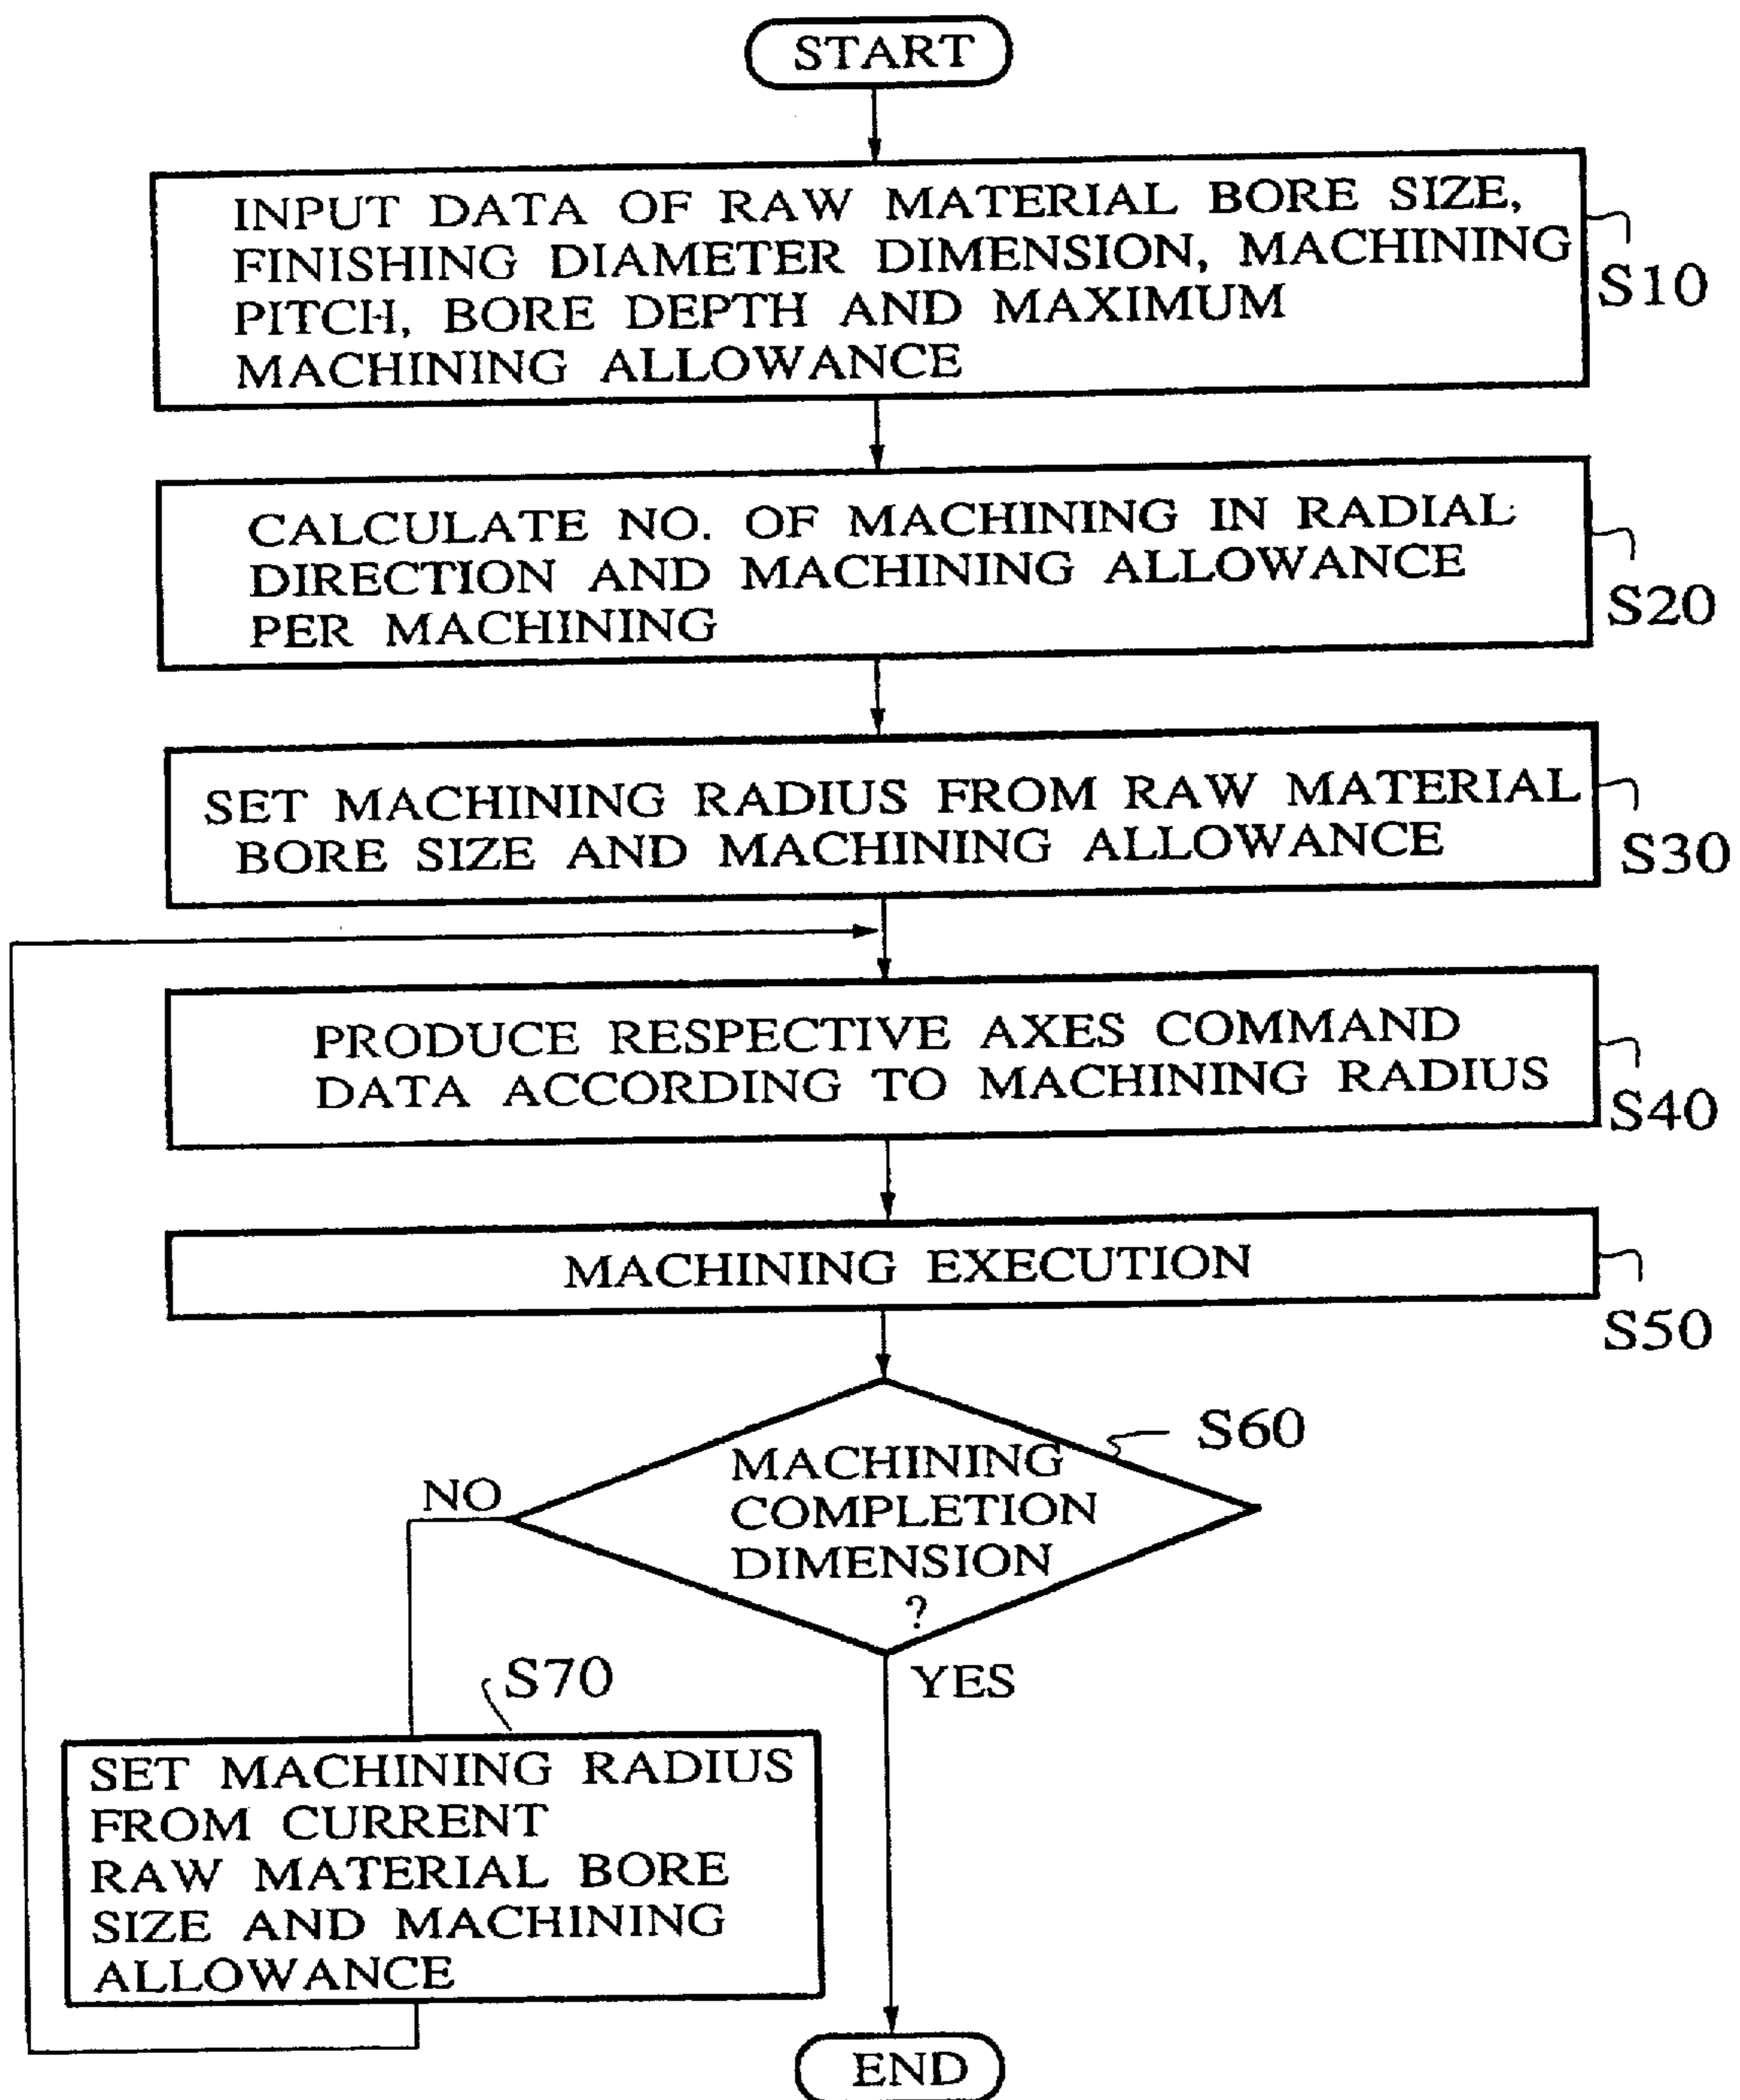 START
INPUT DATA OF RAW MATERIAL BORE SIZE,
FINISHING DIAMETER DIMENSION, MACHINING
PITCH, BORE DEPTH AND MAXIMUM
MACHINING ALLOWANCE
S10
CALCULATE NO. OF MACHINING IN RADIAL
DIRECTION AND MACHINING ALLOWANCE
PER MACHINING
S20
SET MACHINING RADIUS FROM RAW MATERIAL
BORE SIZE AND MACHINING ALLOWANCE
S30
PRODUCE RESPECTIVE AXES COMMAND
DATA ACCORDING TO MACHINING RADIUS
S40
MACHINING EXECUTION
S50
S60
MACHINING
COMPLETION
DIMENSION
?
NO
YES
S70
SET MACHINING RADIUS
FROM CURRENT
RAW MATERIAL BORE
SIZE AND MACHINING
ALLOWANCE
END